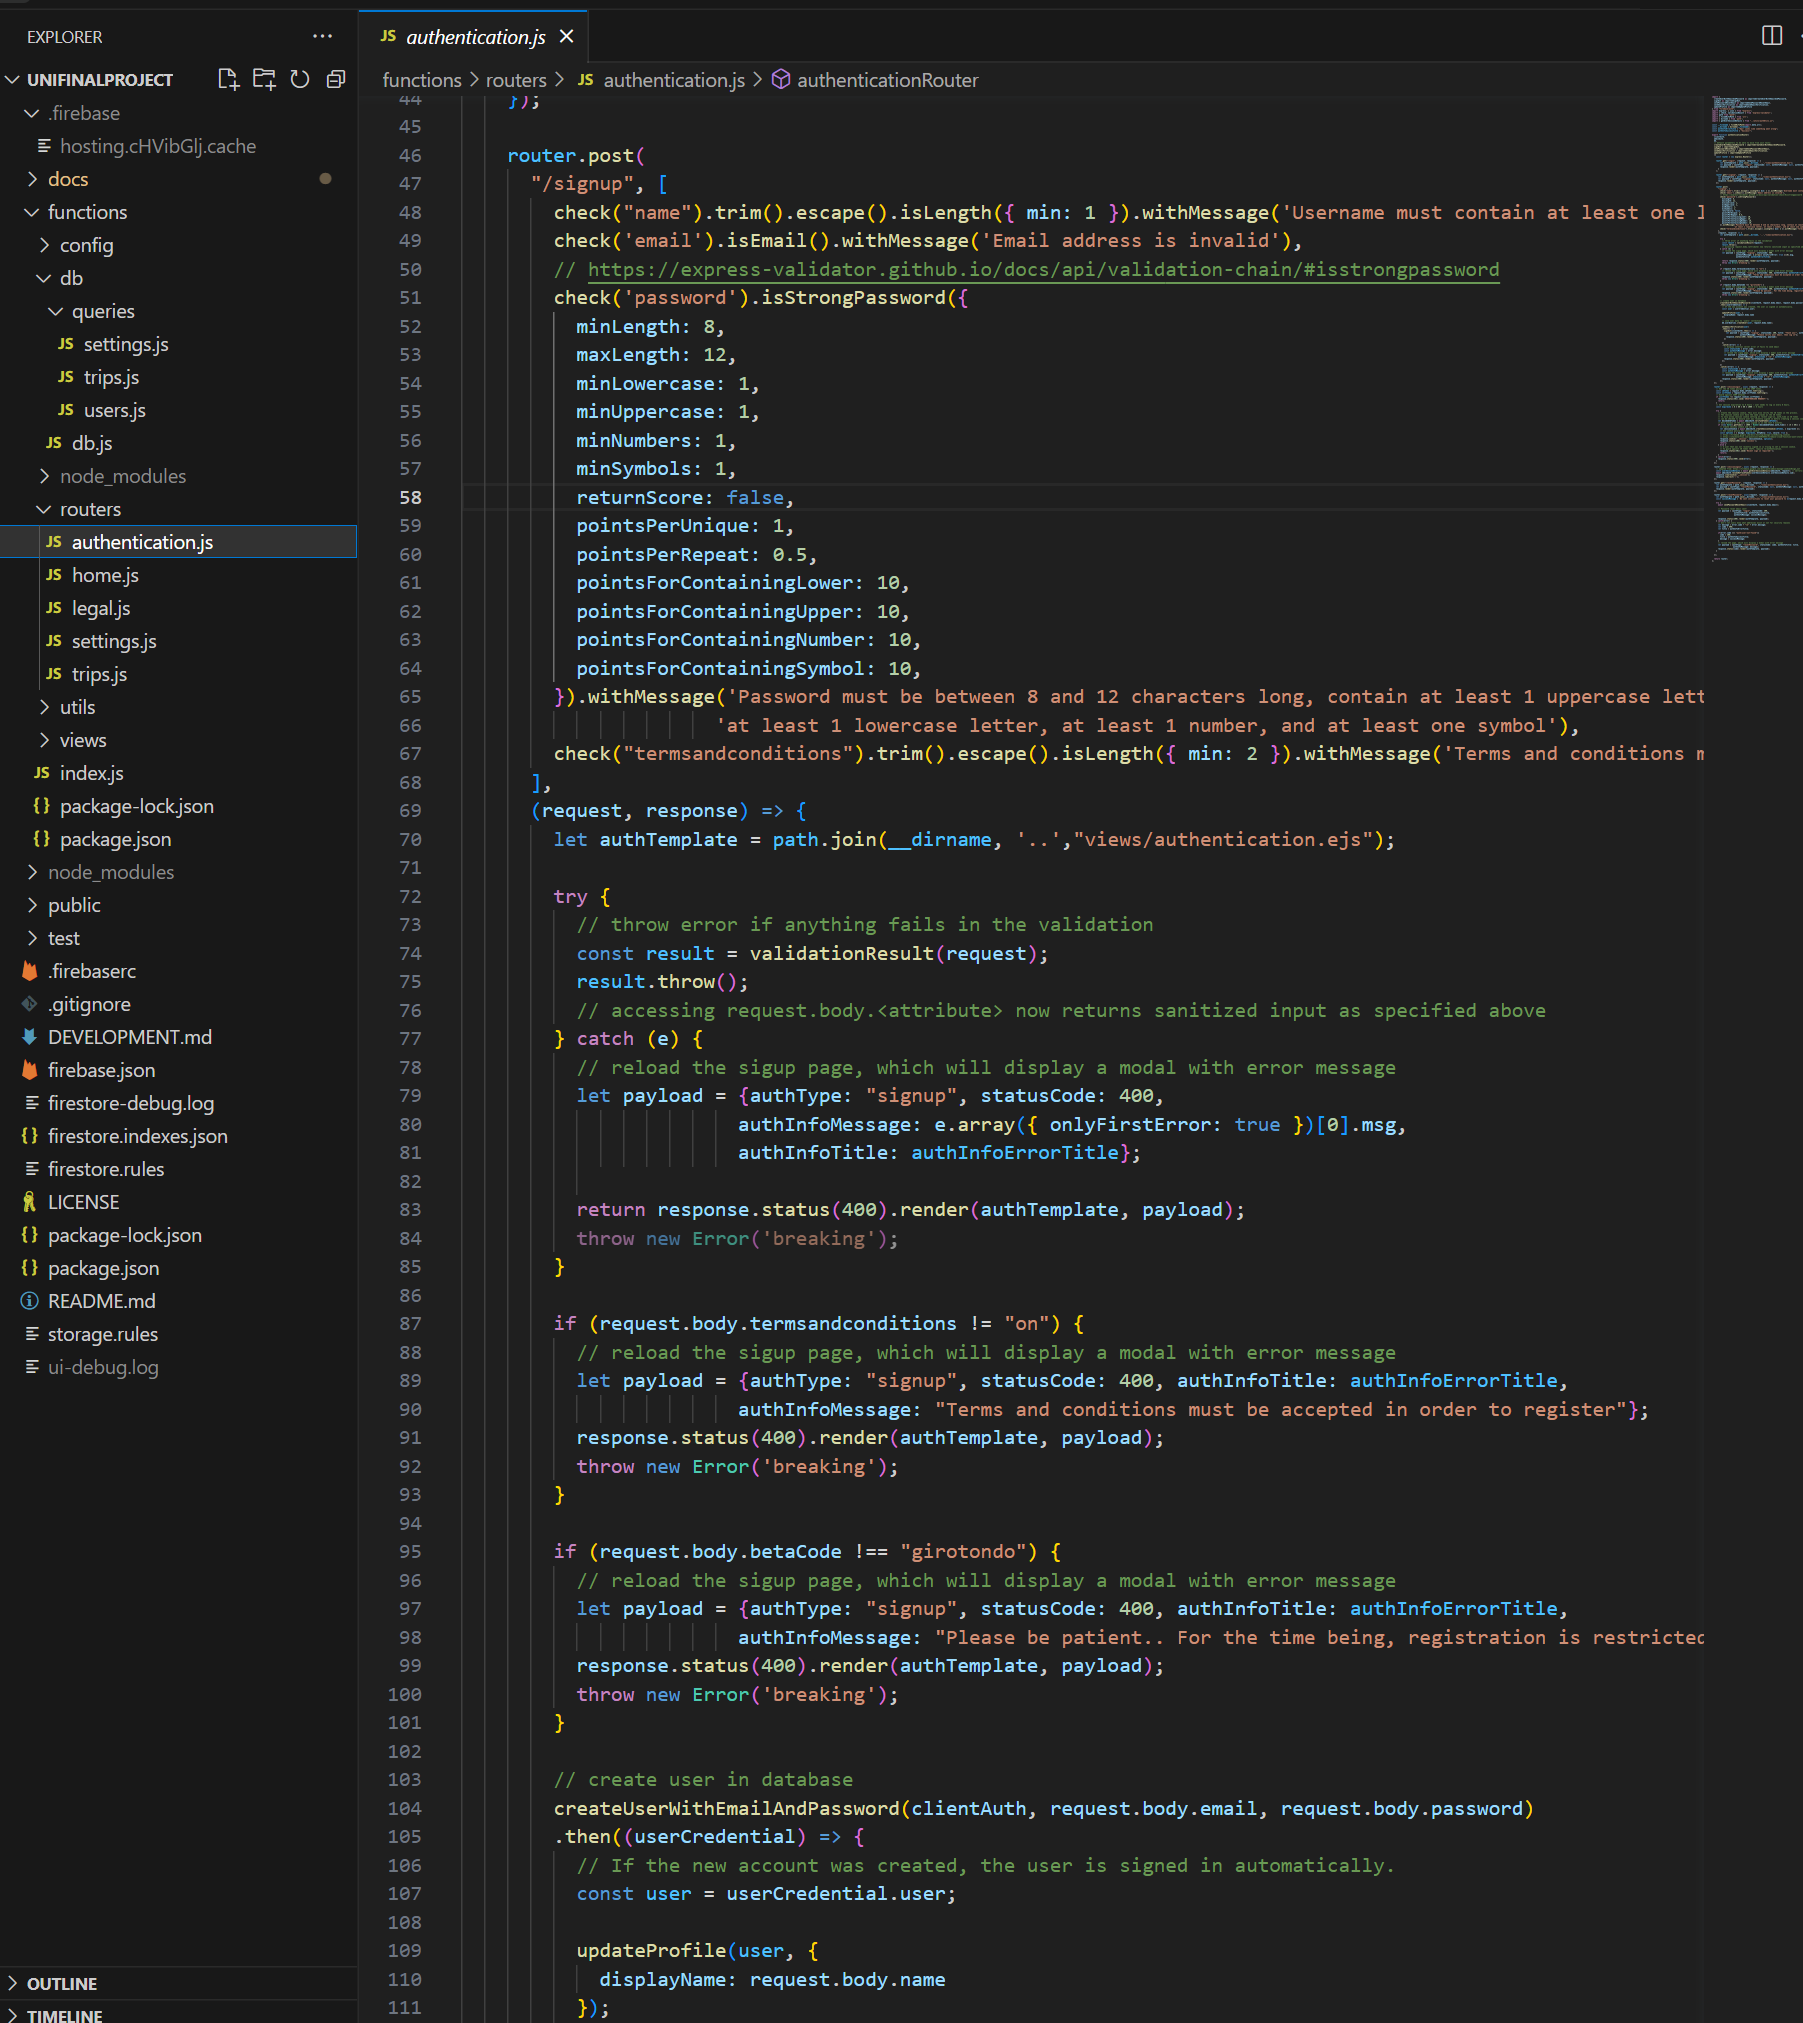 EXPLORER
UNIFINALPROJECT
.firebase
hosting.cHVibGlj.cache
docs
functions
config
db
queries
JS settings.js
JS trips.js
JS users.js
JS db.js
node_modules
routers
JS authentication.js
JS home.js
JS legal.js
JS settings.js
JS trips.js
utils
views
JS index.js
{} package-lock.json
{} package.json
node_modules
public
test
.firebaserc
.gitignore
DEVELOPMENT.md
firebase.json
firestore-debug.log
{} firestore.indexes.json
firestore.rules
LICENSE
{} package-lock.json
{} package.json
README.md
storage.rules
ui-debug.log
OUTLINE
TIMELINE
JS authentication.js
functions > routers > JS authentication.js > authenticationRouter
44 });
45
46 router.post(
47 "/signup", [
48 check("name").trim().escape().isLength({ min: 1 }).withMessage('Username must contain at least one l
49 check('email').isEmail().withMessage('Email address is invalid'),
50 // https://express-validator.github.io/docs/api/validation-chain/#isstrongpassword
51 check('password').isStrongPassword({
52 minLength: 8,
53 maxLength: 12,
54 minLowercase: 1,
55 minUppercase: 1,
56 minNumbers: 1,
57 minSymbols: 1,
58 returnScore: false,
59 pointsPerUnique: 1,
60 pointsPerRepeat: 0.5,
61 pointsForContainingLower: 10,
62 pointsForContainingUpper: 10,
63 pointsForContainingNumber: 10,
64 pointsForContainingSymbol: 10,
65 }).withMessage('Password must be between 8 and 12 characters long, contain at least 1 uppercase lett
66 'at least 1 lowercase letter, at least 1 number, and at least one symbol'),
67 check("termsandconditions").trim().escape().isLength({ min: 2 }).withMessage('Terms and conditions m
68 ],
69 (request, response) => {
70 let authTemplate = path.join(__dirname, '..',"views/authentication.ejs");
71
72 try {
73 // throw error if anything fails in the validation
74 const result = validationResult(request);
75 result.throw();
76 // accessing request.body.<attribute> now returns sanitized input as specified above
77 } catch (e) {
78 // reload the sigup page, which will display a modal with error message
79 let payload = {authType: "signup", statusCode: 400,
80 authInfoMessage: e.array({ onlyFirstError: true })[0].msg,
81 authInfoTitle: authInfoErrorTitle};
82
83 return response.status(400).render(authTemplate, payload);
84 throw new Error('breaking');
85 }
86
87 if (request.body.termsandconditions != "on") {
88 // reload the sigup page, which will display a modal with error message
89 let payload = {authType: "signup", statusCode: 400, authInfoTitle: authInfoErrorTitle,
90 authInfoMessage: "Terms and conditions must be accepted in order to register"};
91 response.status(400).render(authTemplate, payload);
92 throw new Error('breaking');
93 }
94
95 if (request.body.betaCode !== "girotondo") {
96 // reload the sigup page, which will display a modal with error message
97 let payload = {authType: "signup", statusCode: 400, authInfoTitle: authInfoErrorTitle,
98 authInfoMessage: "Please be patient.. For the time being, registration is restricted
99 response.status(400).render(authTemplate, payload);
100 throw new Error('breaking');
101 }
102
103 // create user in database
104 createUserWithEmailAndPassword(clientAuth, request.body.email, request.body.password)
105 .then((userCredential) => {
106 // If the new account was created, the user is signed in automatically.
107 const user = userCredential.user;
108
109 updateProfile(user, {
110 displayName: request.body.name
111 });